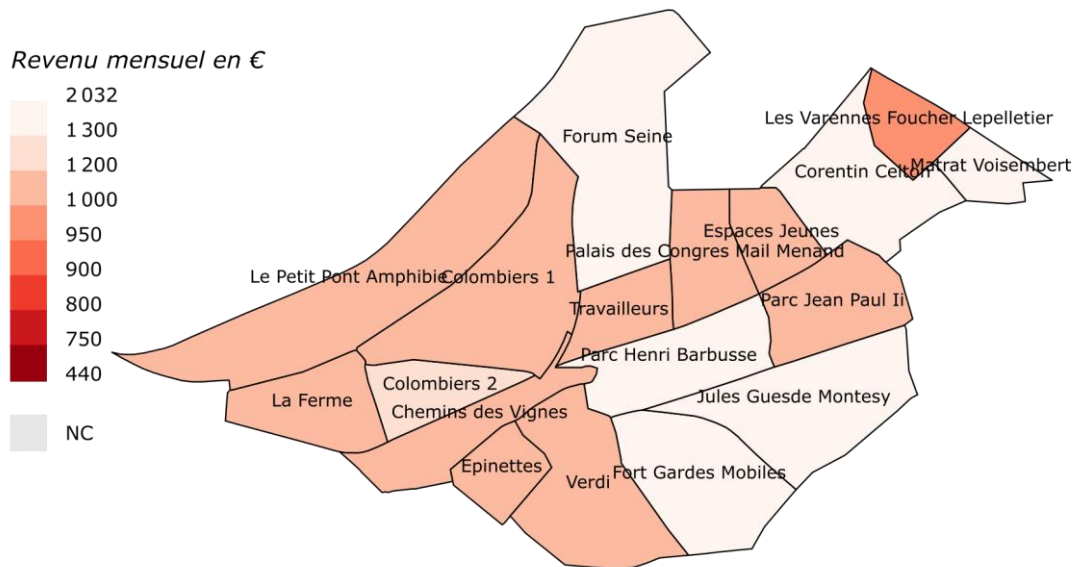 Revenu mensuel en €
2 032
1 300
1 200
1 000
950
900
800
750
440
NC
Les Varennes Foucher Lepelletier
Forum Seine
Matrat Voisembert
Corentin Celton
Espaces Jeunes
Palais des Congres Mail Menand
Le Petit Pont Amphibie
Colombiers 1
Parc Jean Paul Ii
Travailleurs
Parc Henri Barbusse
Colombiers 2
Jules Guesde Montesy
La Ferme
Chemins des Vignes
Epinettes
Fort Gardes Mobiles
Verdi